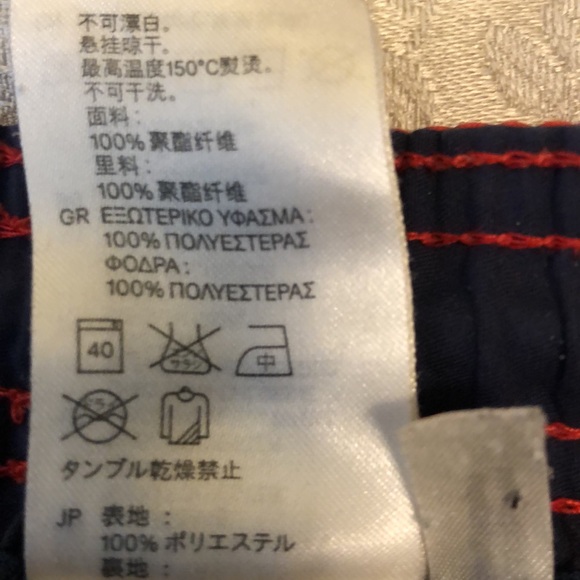 不可漂白。
悬挂晾干。
最高温度150°C熨烫。
不可干洗。
面料:
100% 聚酯纤维
里料:
100% 聚酯纤维
GR ΕΞΩΤΕΡΙΚΟ ΥΦΑΣΜΑ:
100% ΠΟΛΥΕΣΤΕΡΑΣ
ΦΟΔΡΑ:
100% ΠΟΛΥΕΣΤΕΡΑΣ
40 中
タンブル乾燥禁止
JP 表地:
100% ポリエステル
裏地: